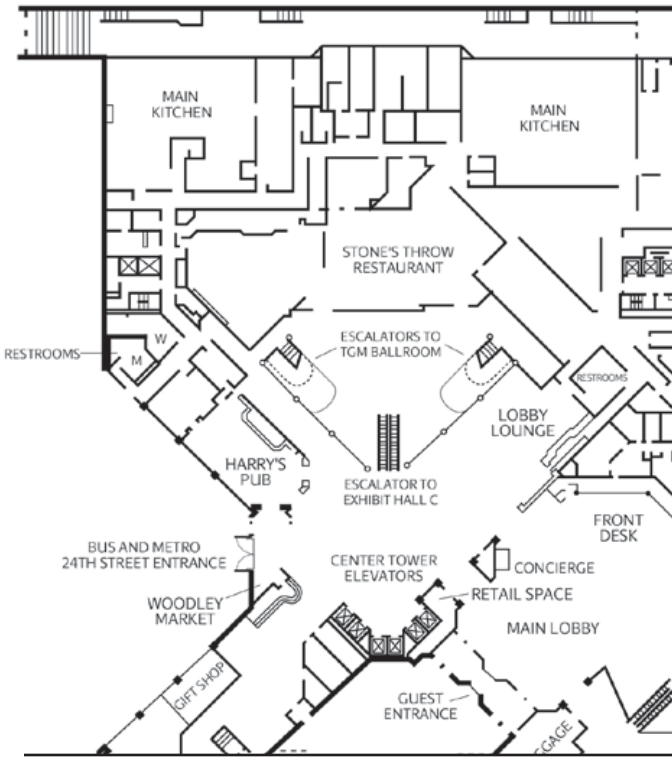 MAIN
KITCHEN
MAIN
KITCHEN
STONE'S THROW
RESTAURANT
ESCALATORS TO
TGM BALLROOM
RESTROOMS
W
M
RESTROOMS
LOBBY
LOUNGE
HARRY'S
PUB
ESCALATOR TO
EXHIBIT HALL C
FRONT
DESK
BUS AND METRO
24TH STREET ENTRANCE
CENTER TOWER
ELEVATORS
CONCIERGE
RETAIL SPACE
WOODLEY
MARKET
MAIN LOBBY
GIFT SHOP
GUEST
ENTRANCE
GGAGE